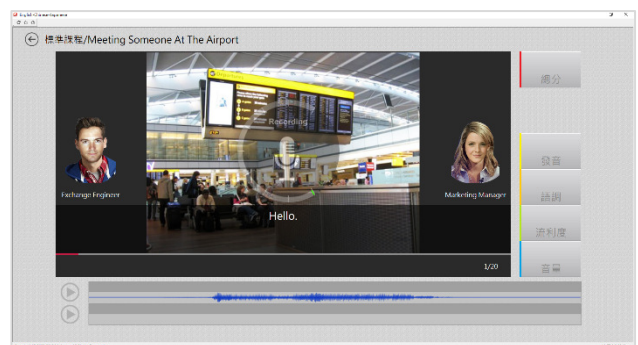 標準課程/Meeting Someone At The Airport
總分
Recording
發音
Exchange Engineer
Marketing Manager
語調
Hello.
流利度
1/20
音量